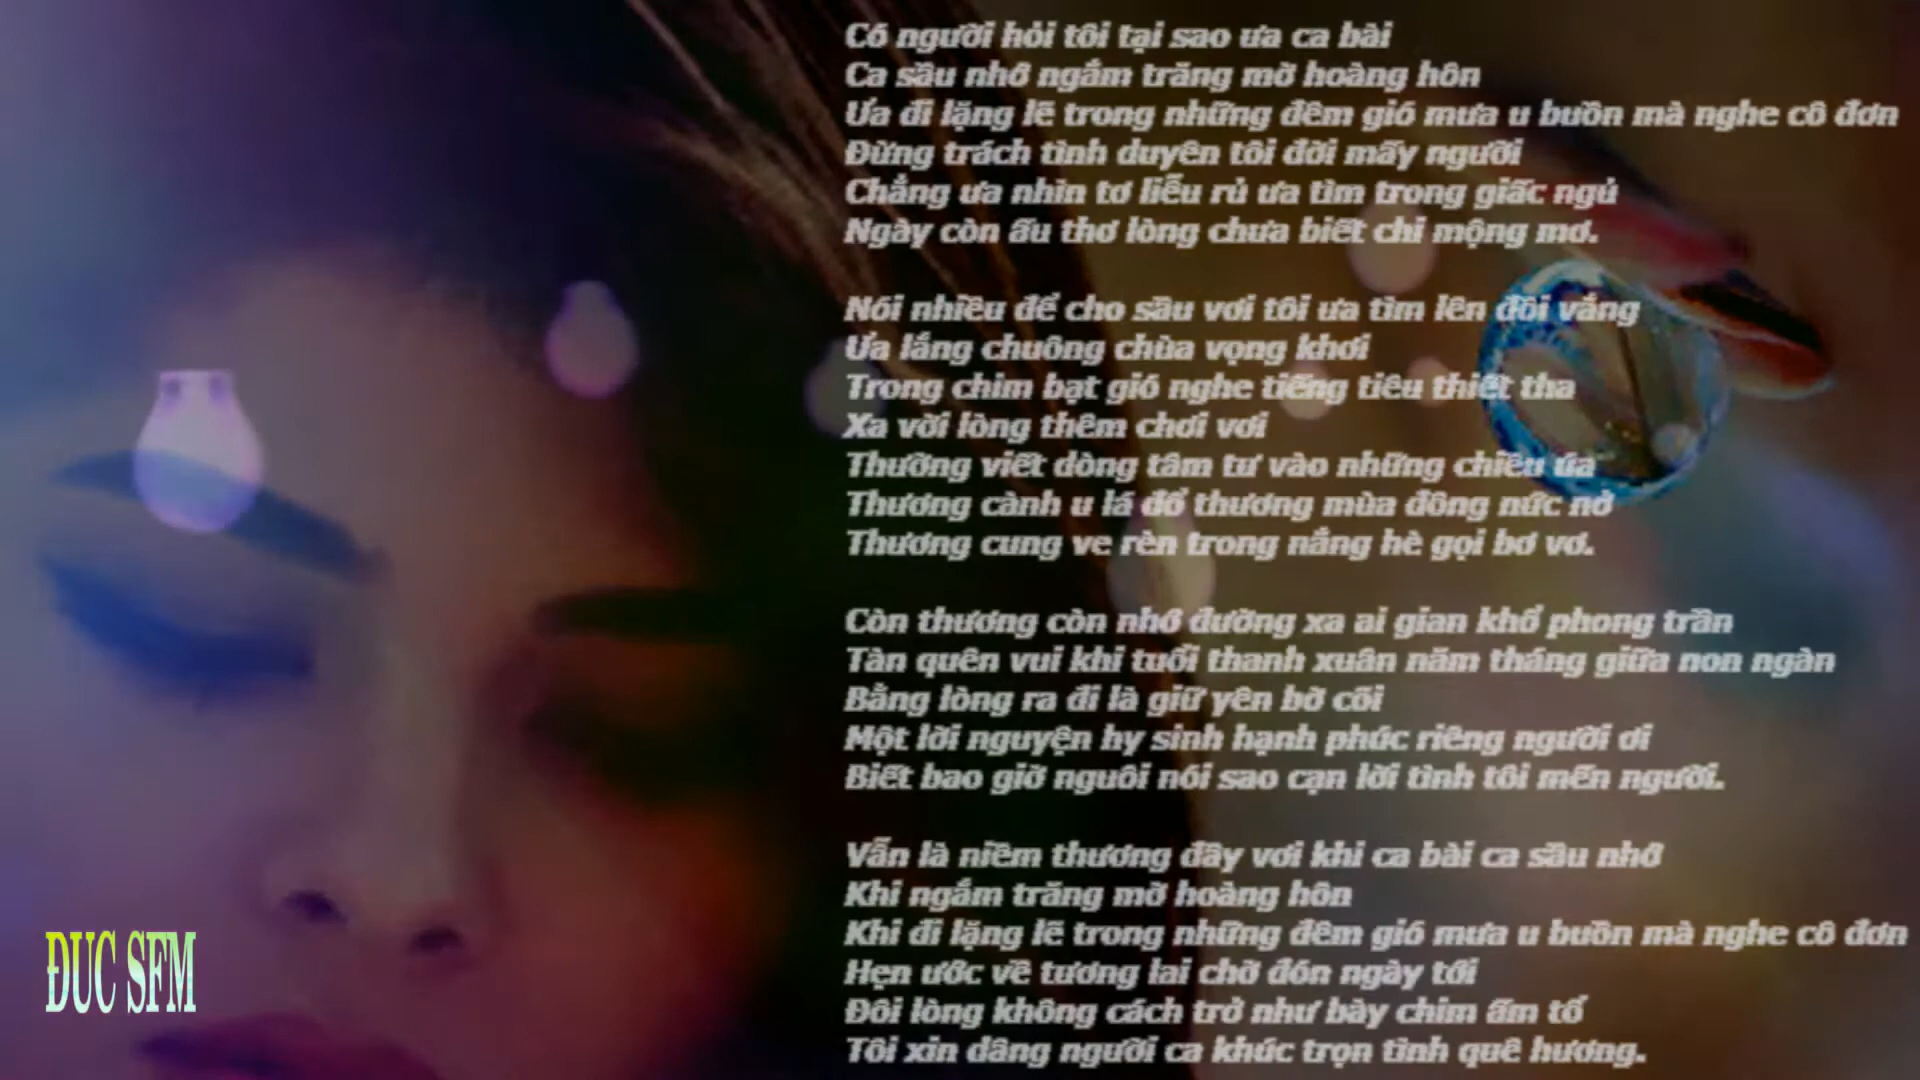 Có người hỏi tôi tại sao ưa ca bài
Ca sầu nhớ ngắm trăng mờ hoàng hôn
Ưa đi lặng lẽ trong những đêm gió mưa u buồn mà nghe cô đơn
Đừng trách tình duyên tôi đời mấy người
Chẳng ưa nhìn tơ liễu rủ ưa tìm trong giấc ngủ
Ngày còn ấu thơ lòng chưa biết chi mộng mơ.
Nói nhiều để cho sầu vơi tôi ưa tìm lên đồi vắng
Ưa lắng chuông chùa vọng khơi
Trong chim bạt gió nghe tiếng tiêu thiết tha
Xa vời lòng thêm chơi vơi
Thường viết dòng tâm tư vào những chiều úa
Thương cành u lá đổ thương mùa đông nức nở
Thương cung ve rèn trong nắng hè gọi bơ vơ.
Còn thương còn nhớ đường xa ai gian khổ phong trần
Tàn quên vui khi tuổi thanh xuân năm tháng giữa non ngàn
Bằng lòng ra đi là giữ yên bờ cõi
Một lời nguyện hy sinh hạnh phúc riêng người ơi
Biết bao giờ nguôi nói sao cạn lời tình tôi mến người.
Vẫn là niềm thương đầy vơi khi ca bài ca sầu nhớ
Khi ngắm trăng mờ hoàng hôn
Khi đi lặng lẽ trong những đêm gió mưa u buồn mà nghe cô đơn
Hẹn ước về tương lai chờ đón ngày tới
Đôi lòng không cách trở như bày chim ấm tổ
Tôi xin dâng người ca khúc trọn tình quê hương.
ĐUC SFM